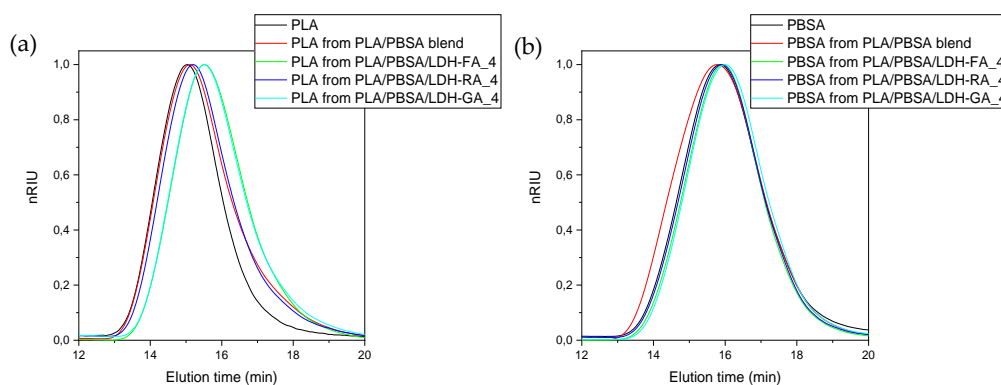 (a)
PLA
PLA from PLA/PBSA blend
PLA from PLA/PBSA/LDH-FA_4
PLA from PLA/PBSA/LDH-RA_4
PLA from PLA/PBSA/LDH-GA_4
1,0
0,8
0,6
0,4
0,2
0,0
nRIU
12 14 16 18 20
Elution time (min)
(b)
PBSA
PBSA from PLA/PBSA blend
PBSA from PLA/PBSA/LDH-FA_4
PBSA from PLA/PBSA/LDH-RA_4
PBSA from PLA/PBSA/LDH-GA_4
1,0
0,8
0,6
0,4
0,2
0,0
nRIU
12 14 16 18 20
Elution time (min)